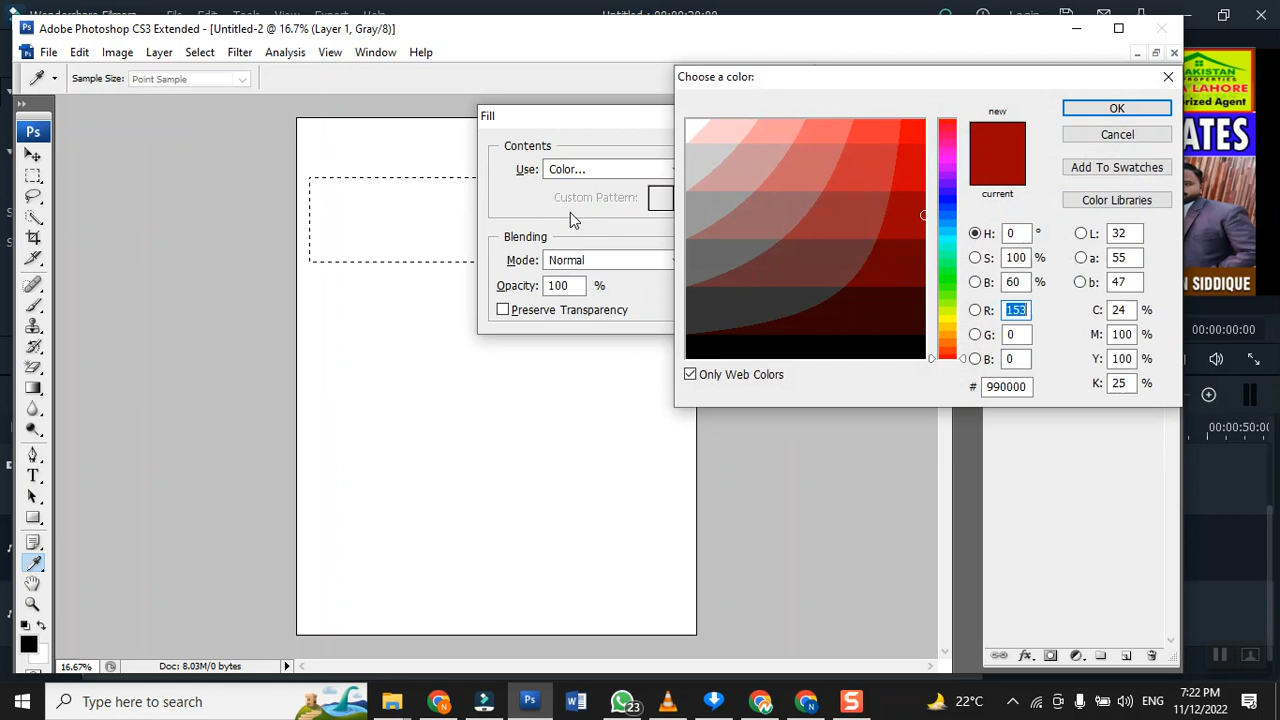 Adobe Photoshop CS3 Extended - [Untitled-2 @ 16.7% (Layer 1, Gray/8)]
File Edit Image Layer Select Filter Analysis View Window Help
Sample Size: Point Sample
Ps
Fill
Contents
Use: Color...
Custom Pattern:
Blending
Mode: Normal
Opacity: 100 %
Preserve Transparency
Choose a color:
new
current
OK
Cancel
Add To Swatches
Color Libraries
H: 0 ° L: 32
S: 100 % a: 55
B: 60 % b: 47
R: 153 C: 24 %
G: 0 M: 100 %
B: 0 Y: 100 %
# 990000 K: 25 %
Only Web Colors
PROPERTIES
LAHORE
Agent
ATES
N SIDDIQUE
00:00:00:00
00:00:50:0
16.67% Doc: 8.03M/0 bytes
Type here to search
23
22°C ENG 7:22 PM
11/12/2022